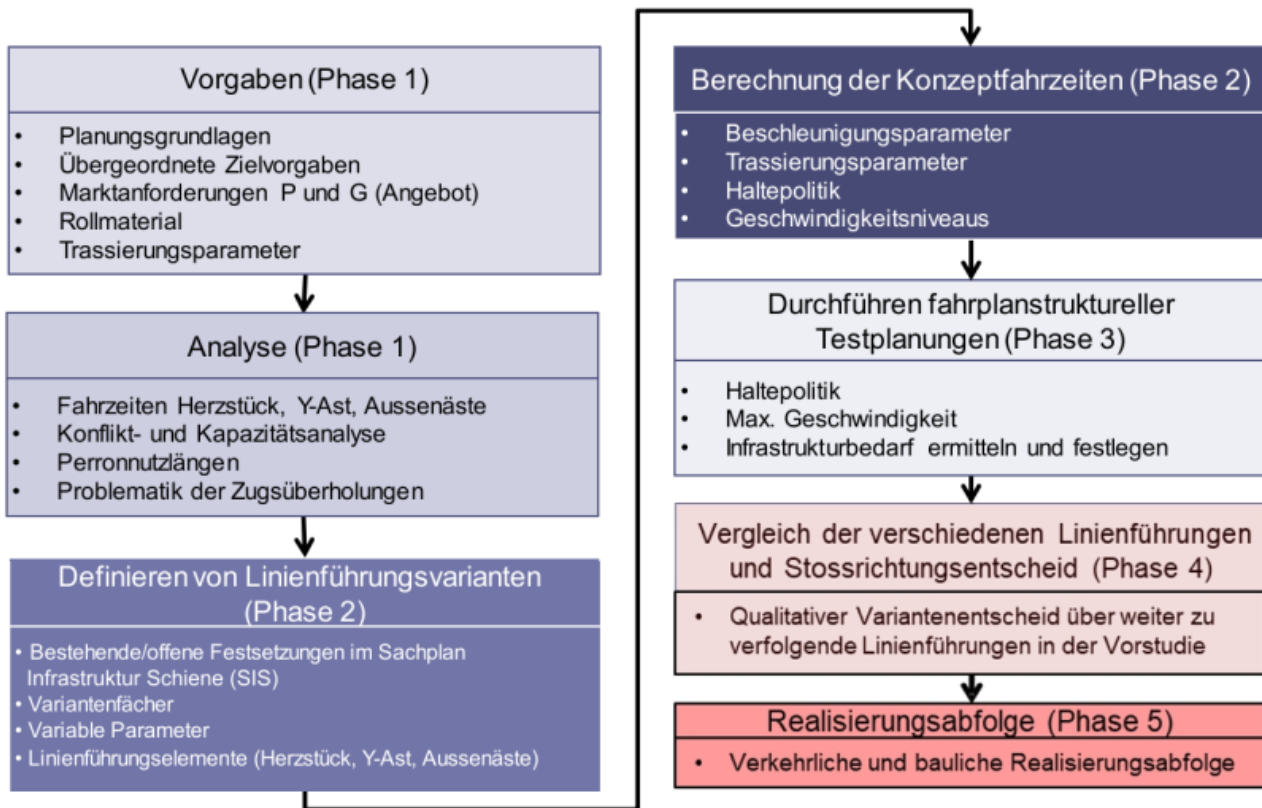 Vorgaben (Phase 1)
• Planungsgrundlagen
• Übergeordnete Zielvorgaben
• Marktanforderungen P und G (Angebot)
• Rollmaterial
• Trassierungsparameter
Analyse (Phase 1)
• Fahrzeiten Herzstück, Y-Ast, Aussenäste
• Konflikt- und Kapazitätsanalyse
• Perronnutzlängen
• Problematik der Zugsüberholungen
Definieren von Linienführungsvarianten
(Phase 2)
• Bestehende/offene Festsetzungen im Sachplan
Infrastruktur Schiene (SIS)
• Variantenfächer
• Variable Parameter
• Linienführungselemente (Herzstück, Y-Ast, Aussenäste)
Berechnung der Konzeptfahrzeiten (Phase 2)
• Beschleunigungsparameter
• Trassierungsparameter
• Haltepolitik
• Geschwindigkeitsniveaus
Durchführen fahrplanstruktureller
Testplanungen (Phase 3)
• Haltepolitik
• Max. Geschwindigkeit
• Infrastrukturbedarf ermitteln und festlegen
Vergleich der verschiedenen Linienführungen
und Stossrichtungsentscheid (Phase 4)
• Qualitativer Variantenentscheid über weiter zu
verfolgende Linienführungen in der Vorstudie
Realisierungsabfolge (Phase 5)
• Verkehrliche und bauliche Realisierungsabfolge